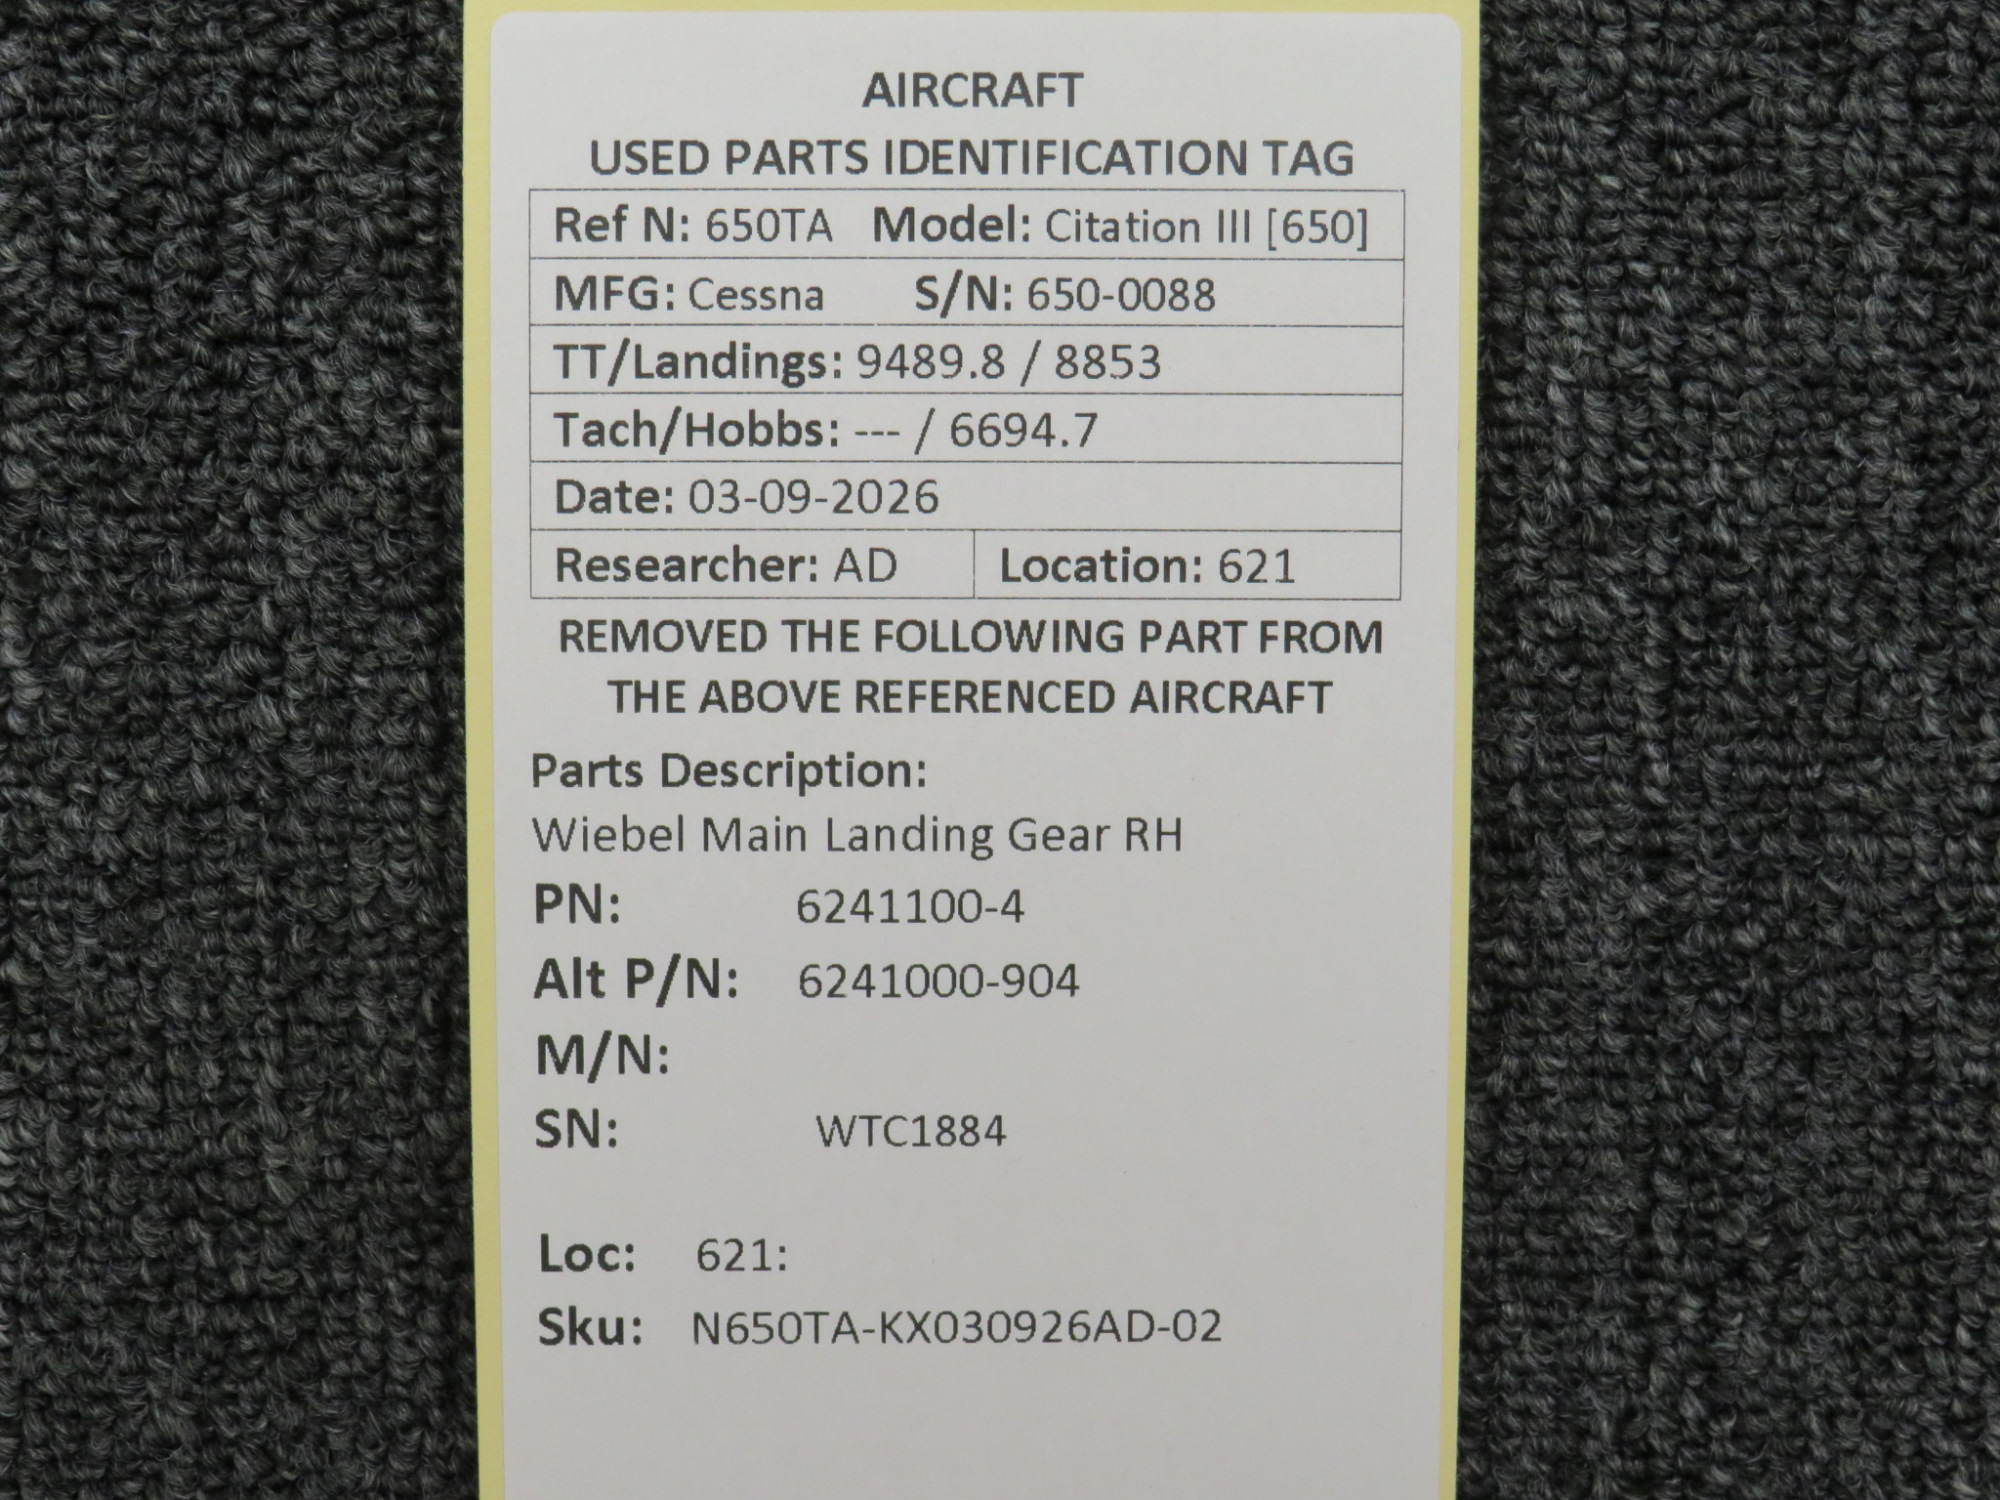 AIRCRAFT
USED PARTS IDENTIFICATION TAG
Ref N: 650TA Model: Citation III [650]
MFG: Cessna S/N: 650-0088
TT/Landings: 9489.8 / 8853
Tach/Hobbs: --- / 6694.7
Date: 03-09-2026
Researcher: AD Location: 621
REMOVED THE FOLLOWING PART FROM
THE ABOVE REFERENCED AIRCRAFT
Parts Description:
Wiebel Main Landing Gear RH
PN: 6241100-4
Alt P/N: 6241000-904
M/N:
SN: WTC1884
Loc: 621:
Sku: N650TA-KX030926AD-02